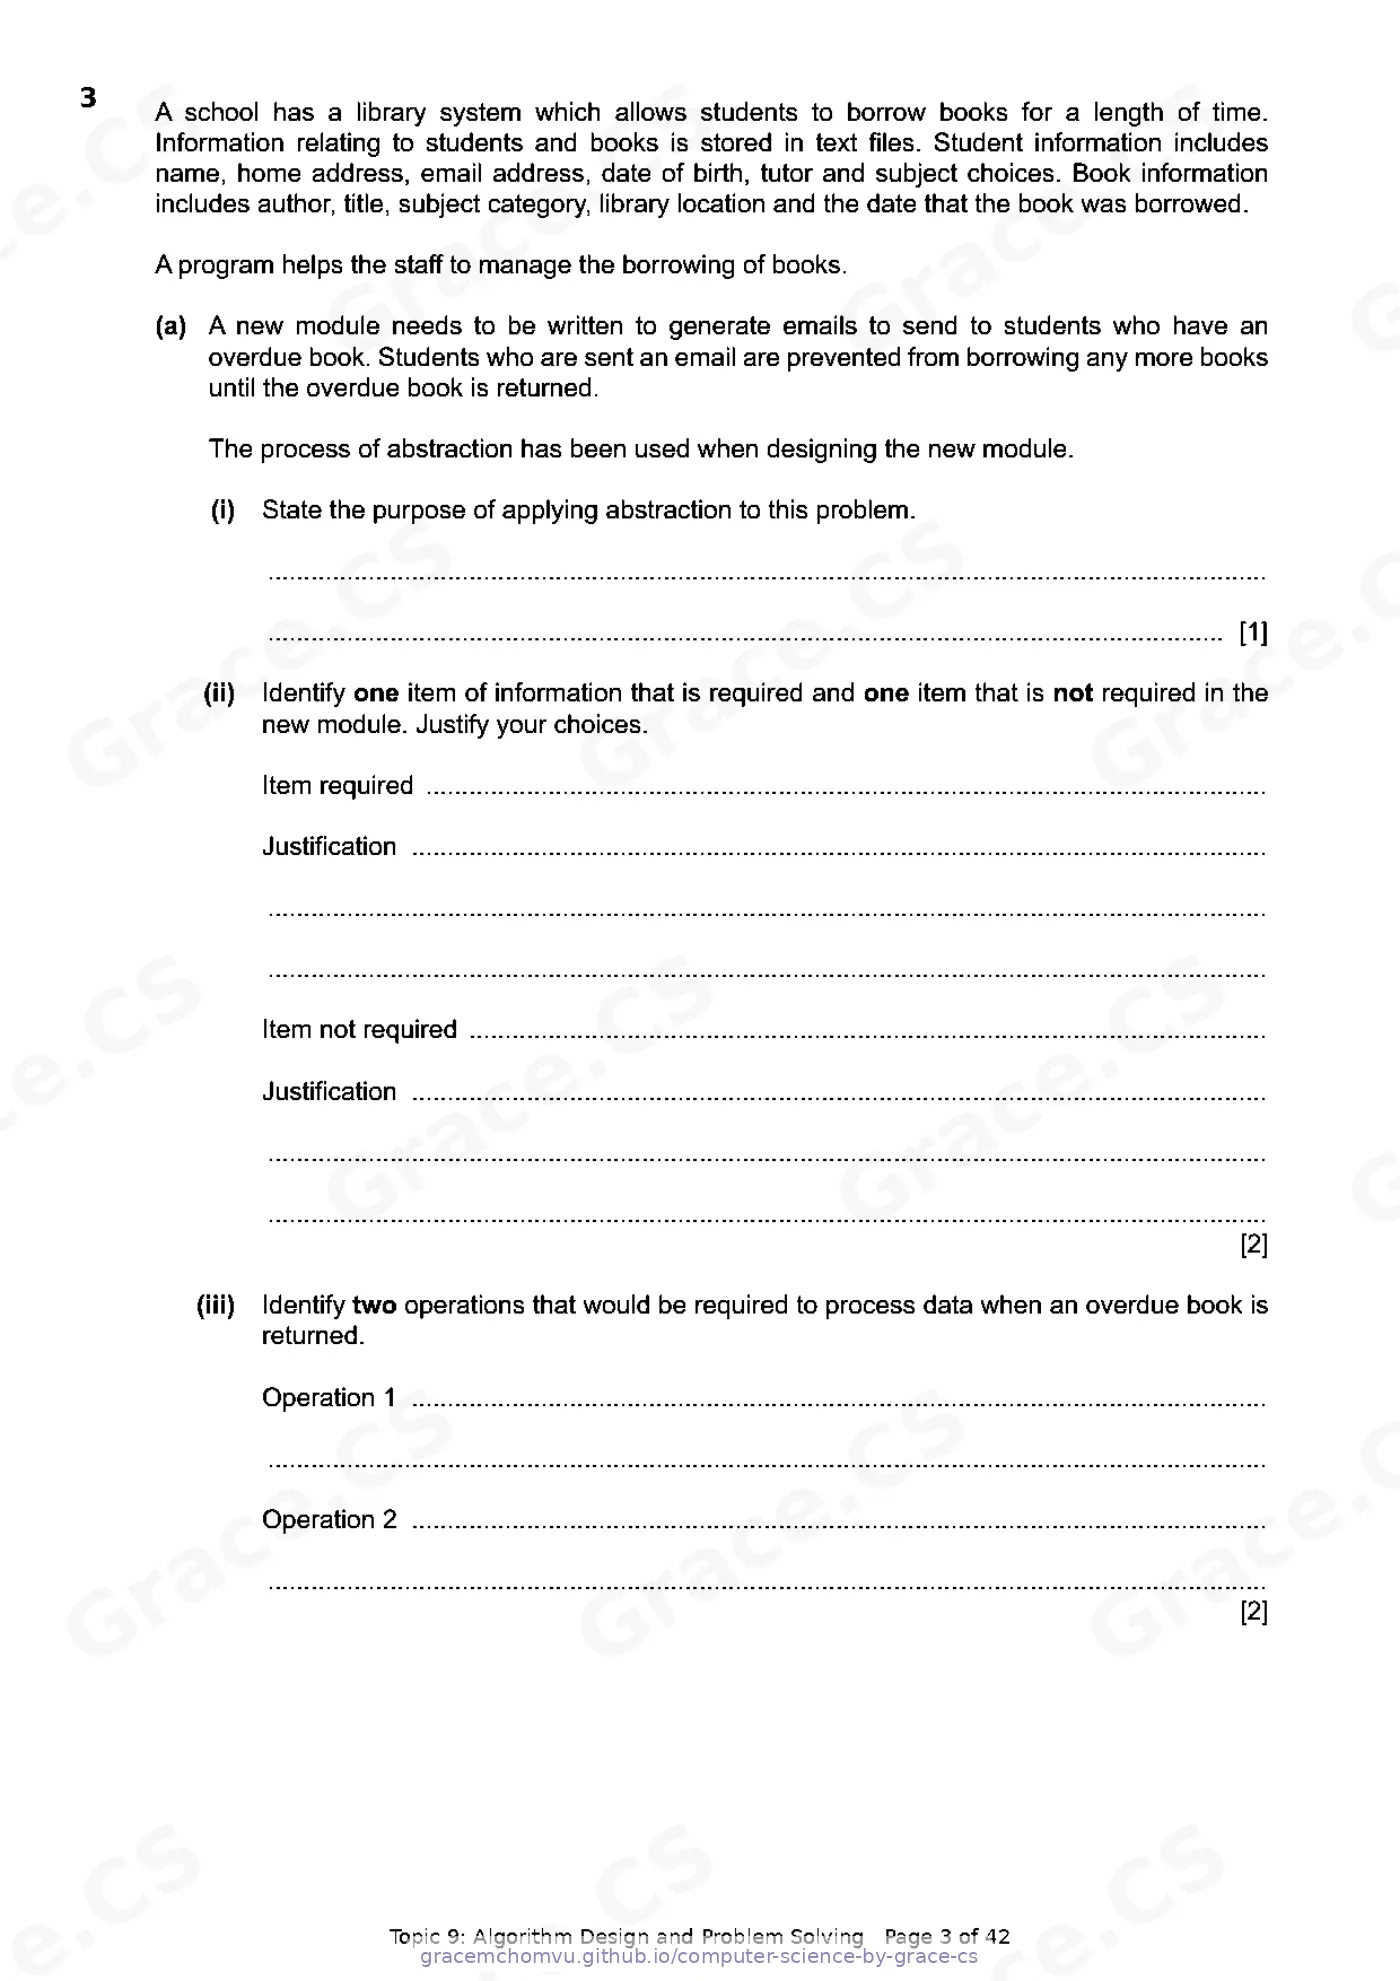 3
A school has a library system which allows students to borrow books for a length of time.
Information relating to students and books is stored in text files. Student information includes
name, home address, email address, date of birth, tutor and subject choices. Book information
includes author, title, subject category, library location and the date that the book was borrowed.
A program helps the staff to manage the borrowing of books.
(a) A new module needs to be written to generate emails to send to students who have an
overdue book. Students who are sent an email are prevented from borrowing any more books
until the overdue book is returned.
The process of abstraction has been used when designing the new module.
(i) State the purpose of applying abstraction to this problem.
[1]
(ii) Identify one item of information that is required and one item that is not required in the
new module. Justify your choices.
Item required
Justification
Item not required
Justification
[2]
(iii) Identify two operations that would be required to process data when an overdue book is
returned.
Operation 1
Operation 2
[2]
Topic 9: Algorithm Design and Problem Solving Page 3 of 42
gracemchomvu.github.io/computer-science-by-grace-cs
Grace.CS